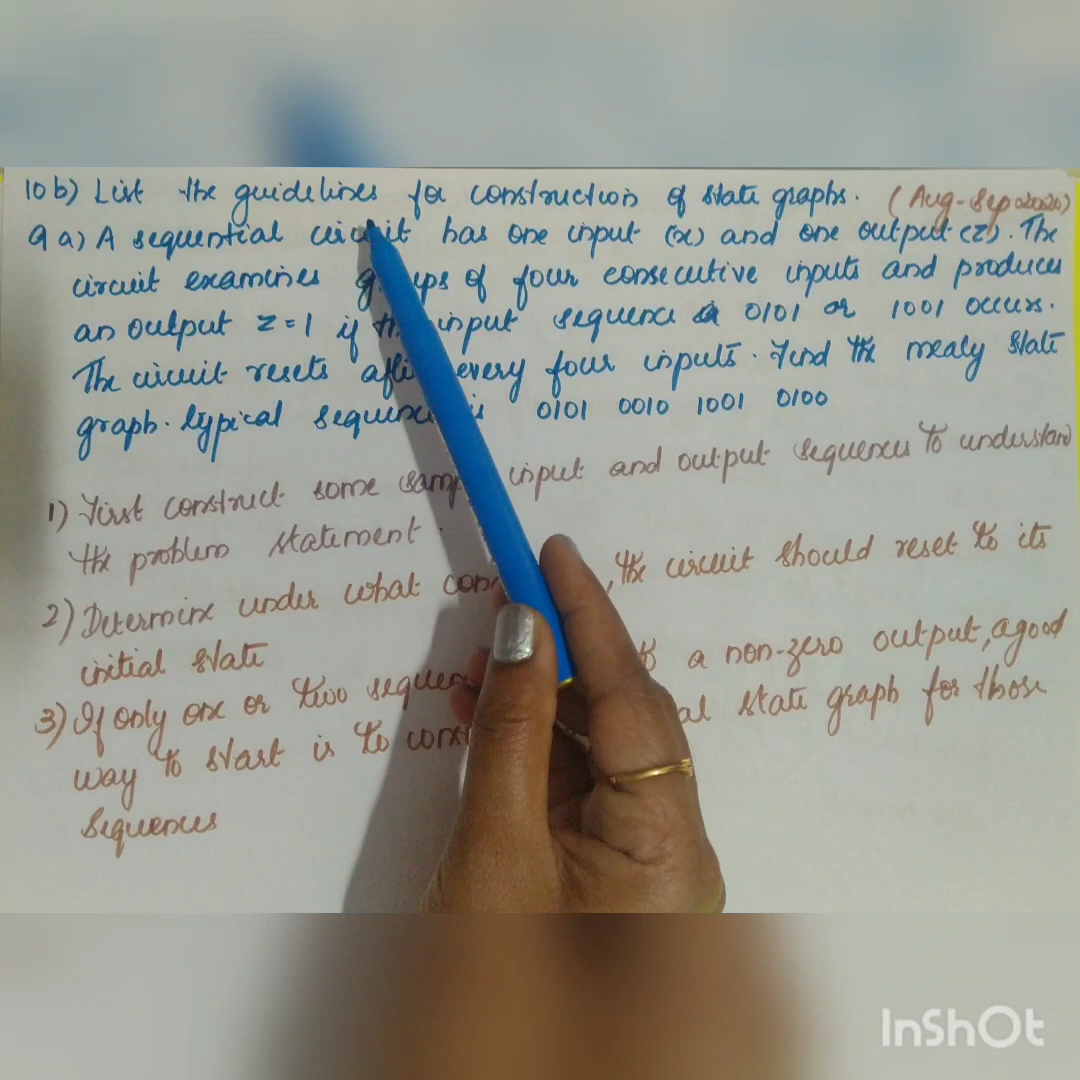 10 b) List the guidelines for construction of state graphs. (Aug-Sep 2020)
9 a) A sequential circuit has one input (x) and one output (Z). The
circuit examines of four consecutive inputs and produces
an output z=1 if input sequence 0101 or 1001 occurs.
The circuit resets every four inputs. Find the mealy state
graph. Typical 0101 0010 1001 0100
1) First construct some input and output sequences to understand
the problem statement.
2) Determine under what , the circuit should reset to its
initial state
3) If only one or two a non-zero output, a good
way to start is to state graph for those
sequences
InShOt